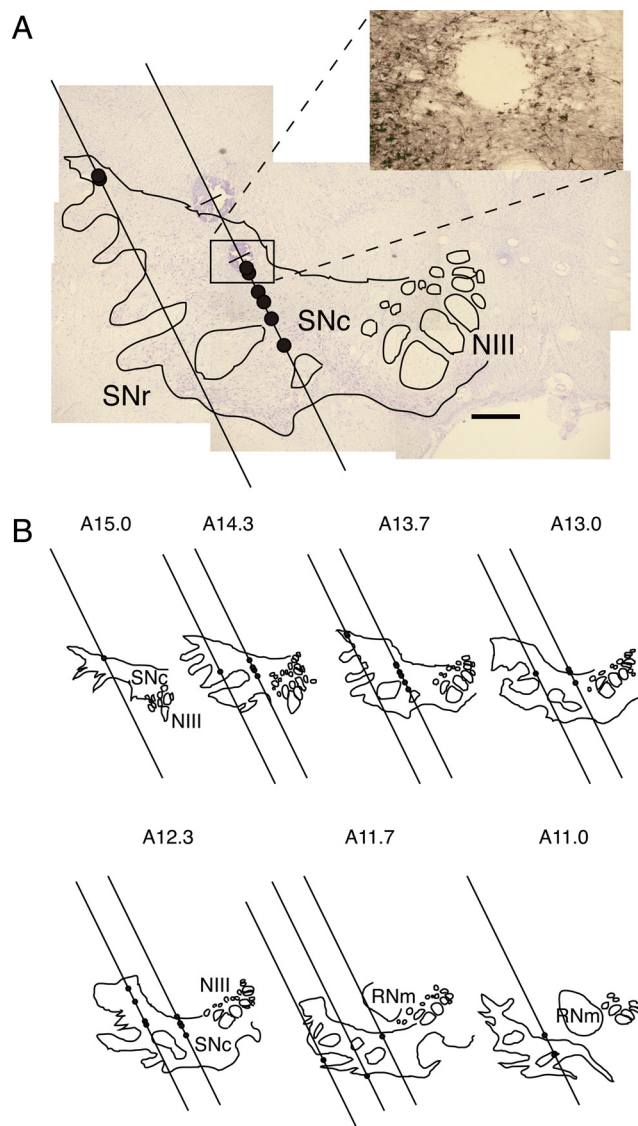 A
SNc
NIII
SNr
B
A15.0
A14.3
A13.7
A13.0
SNc
NIII
A12.3
A11.7
A11.0
NIII
RNm
RNm
SNc